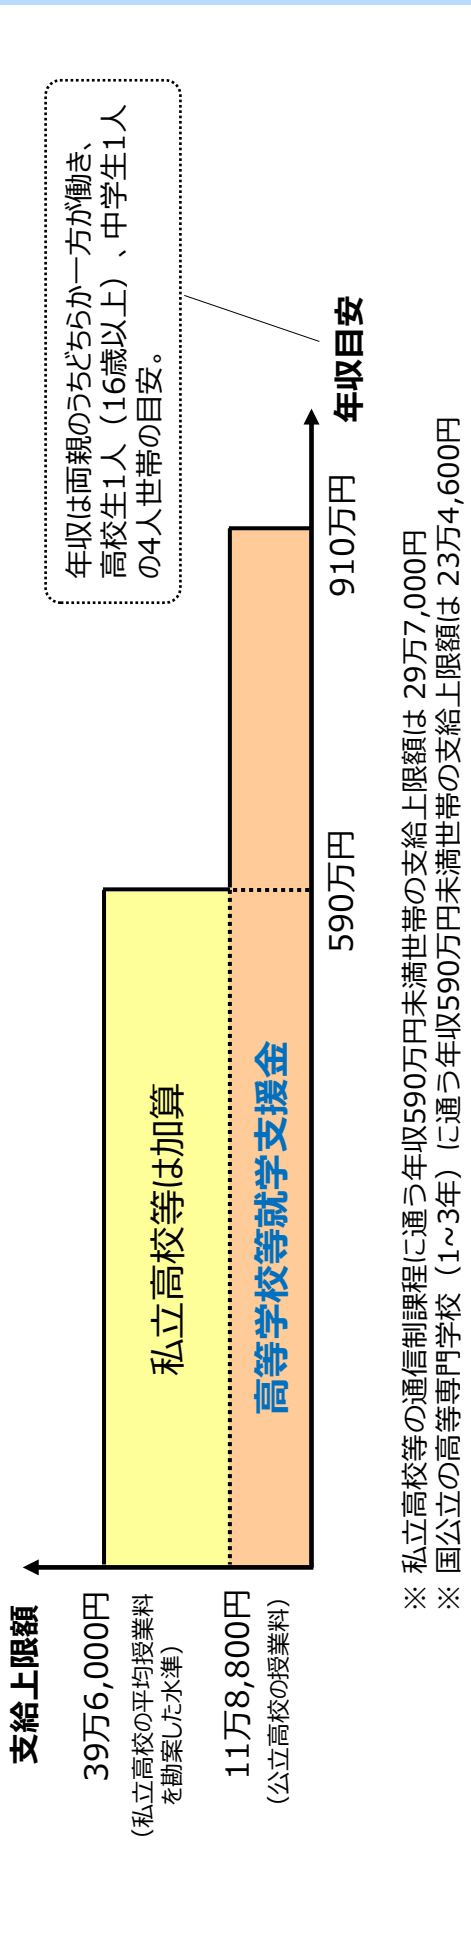 支給上限額
39万6,000円
（私立高校の平均授業料
を勘案した水準）
11万8,800円
（公立高校の授業料）
私立高校等は加算
高等学校等就学支援金
590万円
910万円
年収目安
年収は両親のうちどちらか一方が働き、
高校生1人（16歳以上）、中学生1人
の4人世帯の目安。
※ 私立高校等の通信制課程に通う年収590万円未満世帯の支給上限額は 29万7,000円
※ 国公立の高等専門学校（1~3年）に通う年収590万円未満世帯の支給上限額は 23万4,600円